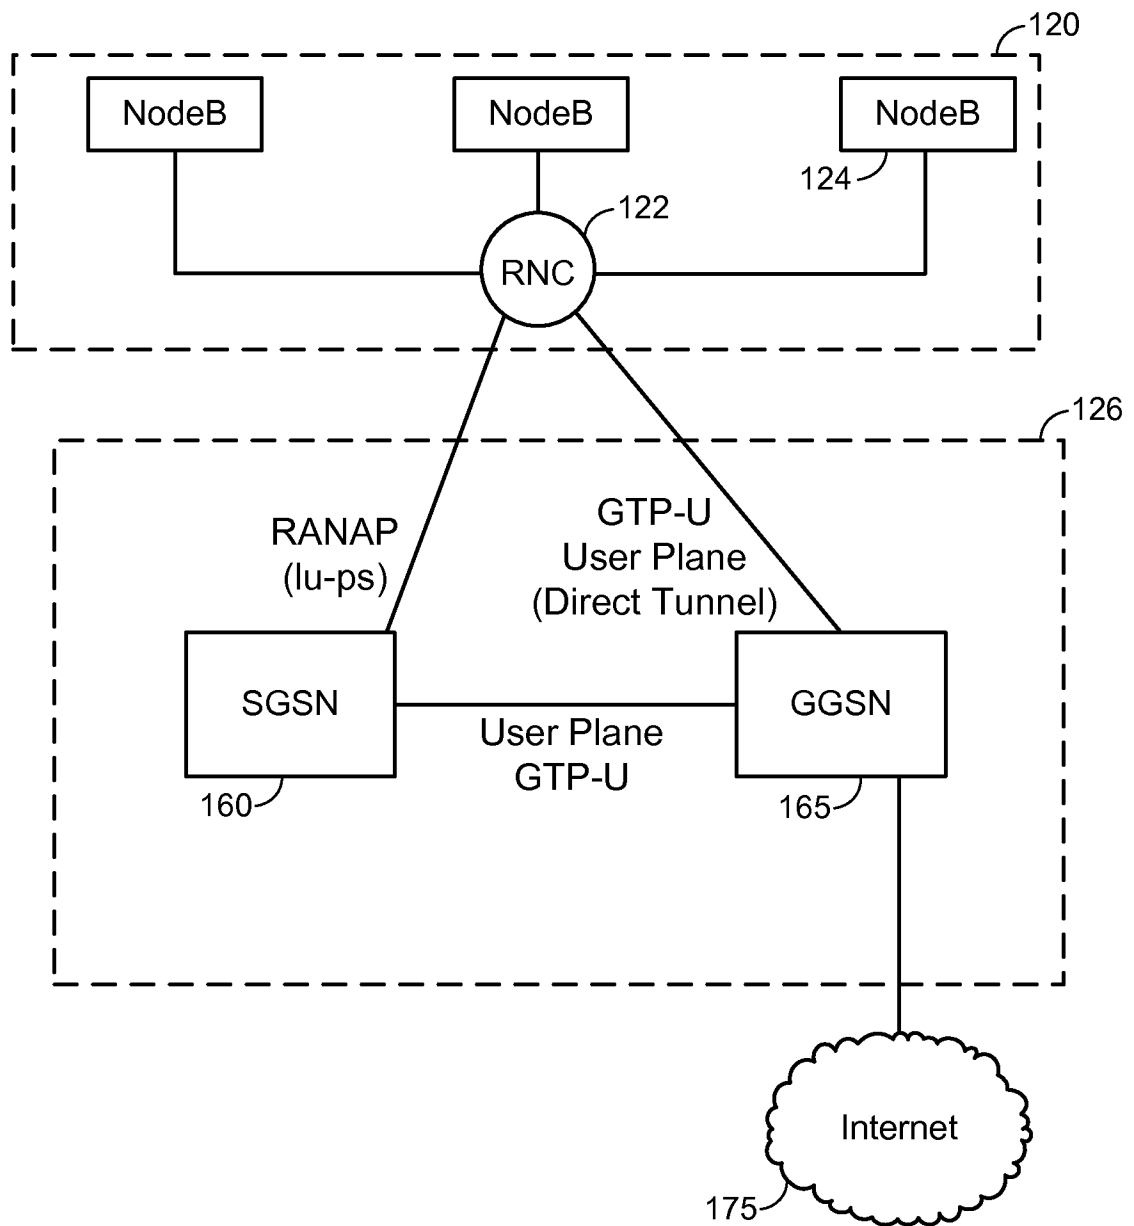 120
NodeB
NodeB
NodeB
124
122
RNC
126
RANAP
(lu-ps)
GTP-U
User Plane
(Direct Tunnel)
SGSN
GGSN
User Plane
GTP-U
160
165
Internet
175